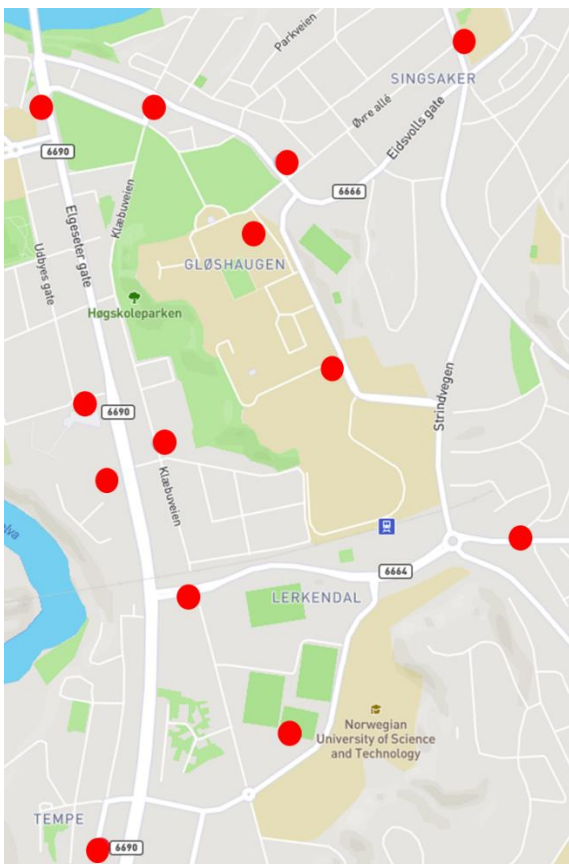 Parkveien
SINGSAKER
Øvre allé
Eidsvolls gate
6690
6666
Klæbuveien
Elgeseter gate
Udbyes gate
GLØSHAUGEN
Høgskoleparken
6690
Strindvegen
Klæbuveien
elva
6664
LERKENDAL
Norwegian
University of Science
and Technology
TEMPE
6690